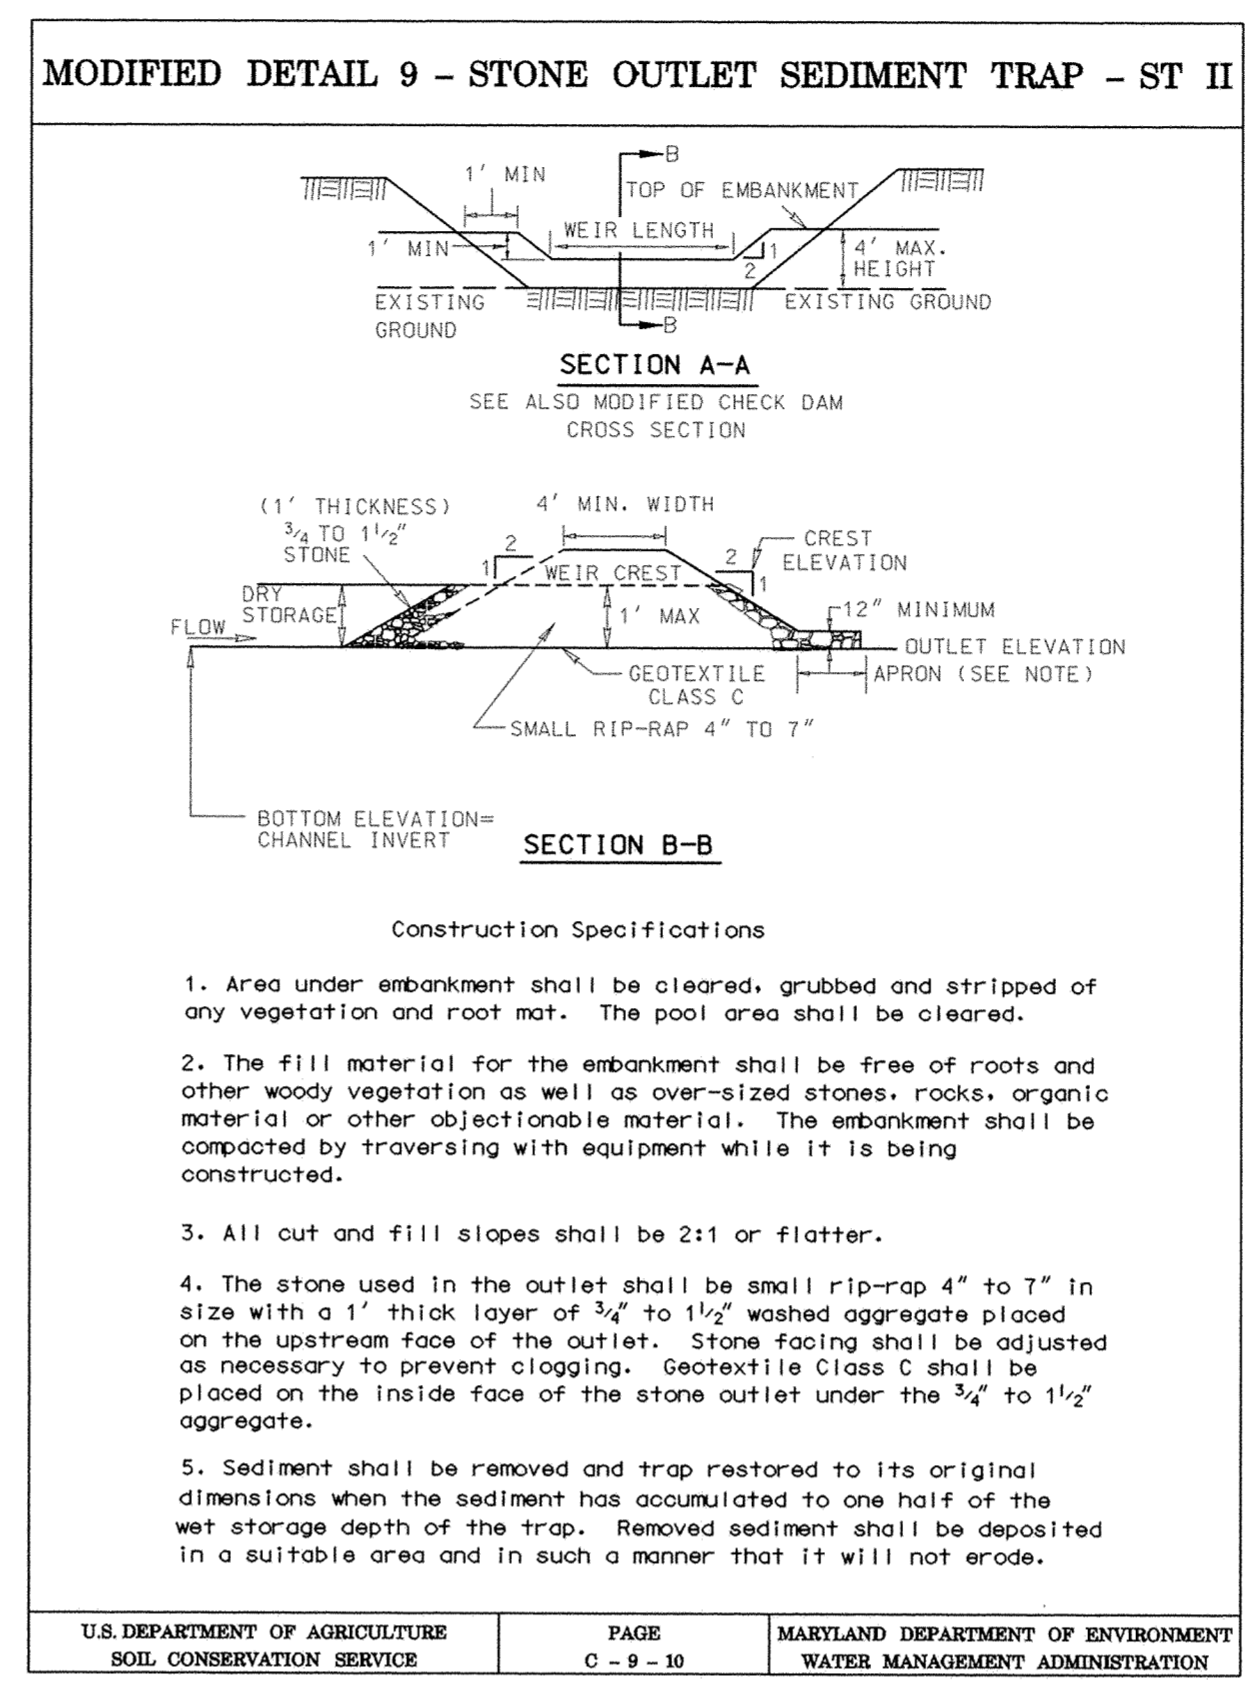 MODIFIED DETAIL 9 - STONE OUTLET SEDIMENT TRAP - ST II
B
1' MIN
TOP OF EMBANKMENT
WEIR LENGTH
1' MIN
1
2
4' MAX.
HEIGHT
EXISTING
GROUND
EXISTING GROUND
B
SECTION A-A
SEE ALSO MODIFIED CHECK DAM
CROSS SECTION
(1' THICKNESS)
3/4 TO 1 1/2"
STONE
4' MIN. WIDTH
2
1
WEIR CREST
2
1
CREST
ELEVATION
DRY
STORAGE
1' MAX
12" MINIMUM
FLOW
OUTLET ELEVATION
GEOTEXTILE
CLASS C
APRON (SEE NOTE)
SMALL RIP-RAP 4" TO 7"
BOTTOM ELEVATION=
CHANNEL INVERT
SECTION B-B
Construction Specifications
1. Area under embankment shall be cleared, grubbed and stripped of
any vegetation and root mat. The pool area shall be cleared.
2. The fill material for the embankment shall be free of roots and
other woody vegetation as well as over-sized stones, rocks, organic
material or other objectionable material. The embankment shall be
compacted by traversing with equipment while it is being
constructed.
3. All cut and fill slopes shall be 2:1 or flatter.
4. The stone used in the outlet shall be small rip-rap 4" to 7" in
size with a 1' thick layer of 3/4" to 1 1/2" washed aggregate placed
on the upstream face of the outlet. Stone facing shall be adjusted
as necessary to prevent clogging. Geotextile Class C shall be
placed on the inside face of the stone outlet under the 3/4" to 1 1/2"
aggregate.
5. Sediment shall be removed and trap restored to its original
dimensions when the sediment has accumulated to one half of the
wet storage depth of the trap. Removed sediment shall be deposited
in a suitable area and in such a manner that it will not erode.
U.S. DEPARTMENT OF AGRICULTURE
SOIL CONSERVATION SERVICE
PAGE
C - 9 - 10
MARYLAND DEPARTMENT OF ENVIRONMENT
WATER MANAGEMENT ADMINISTRATION